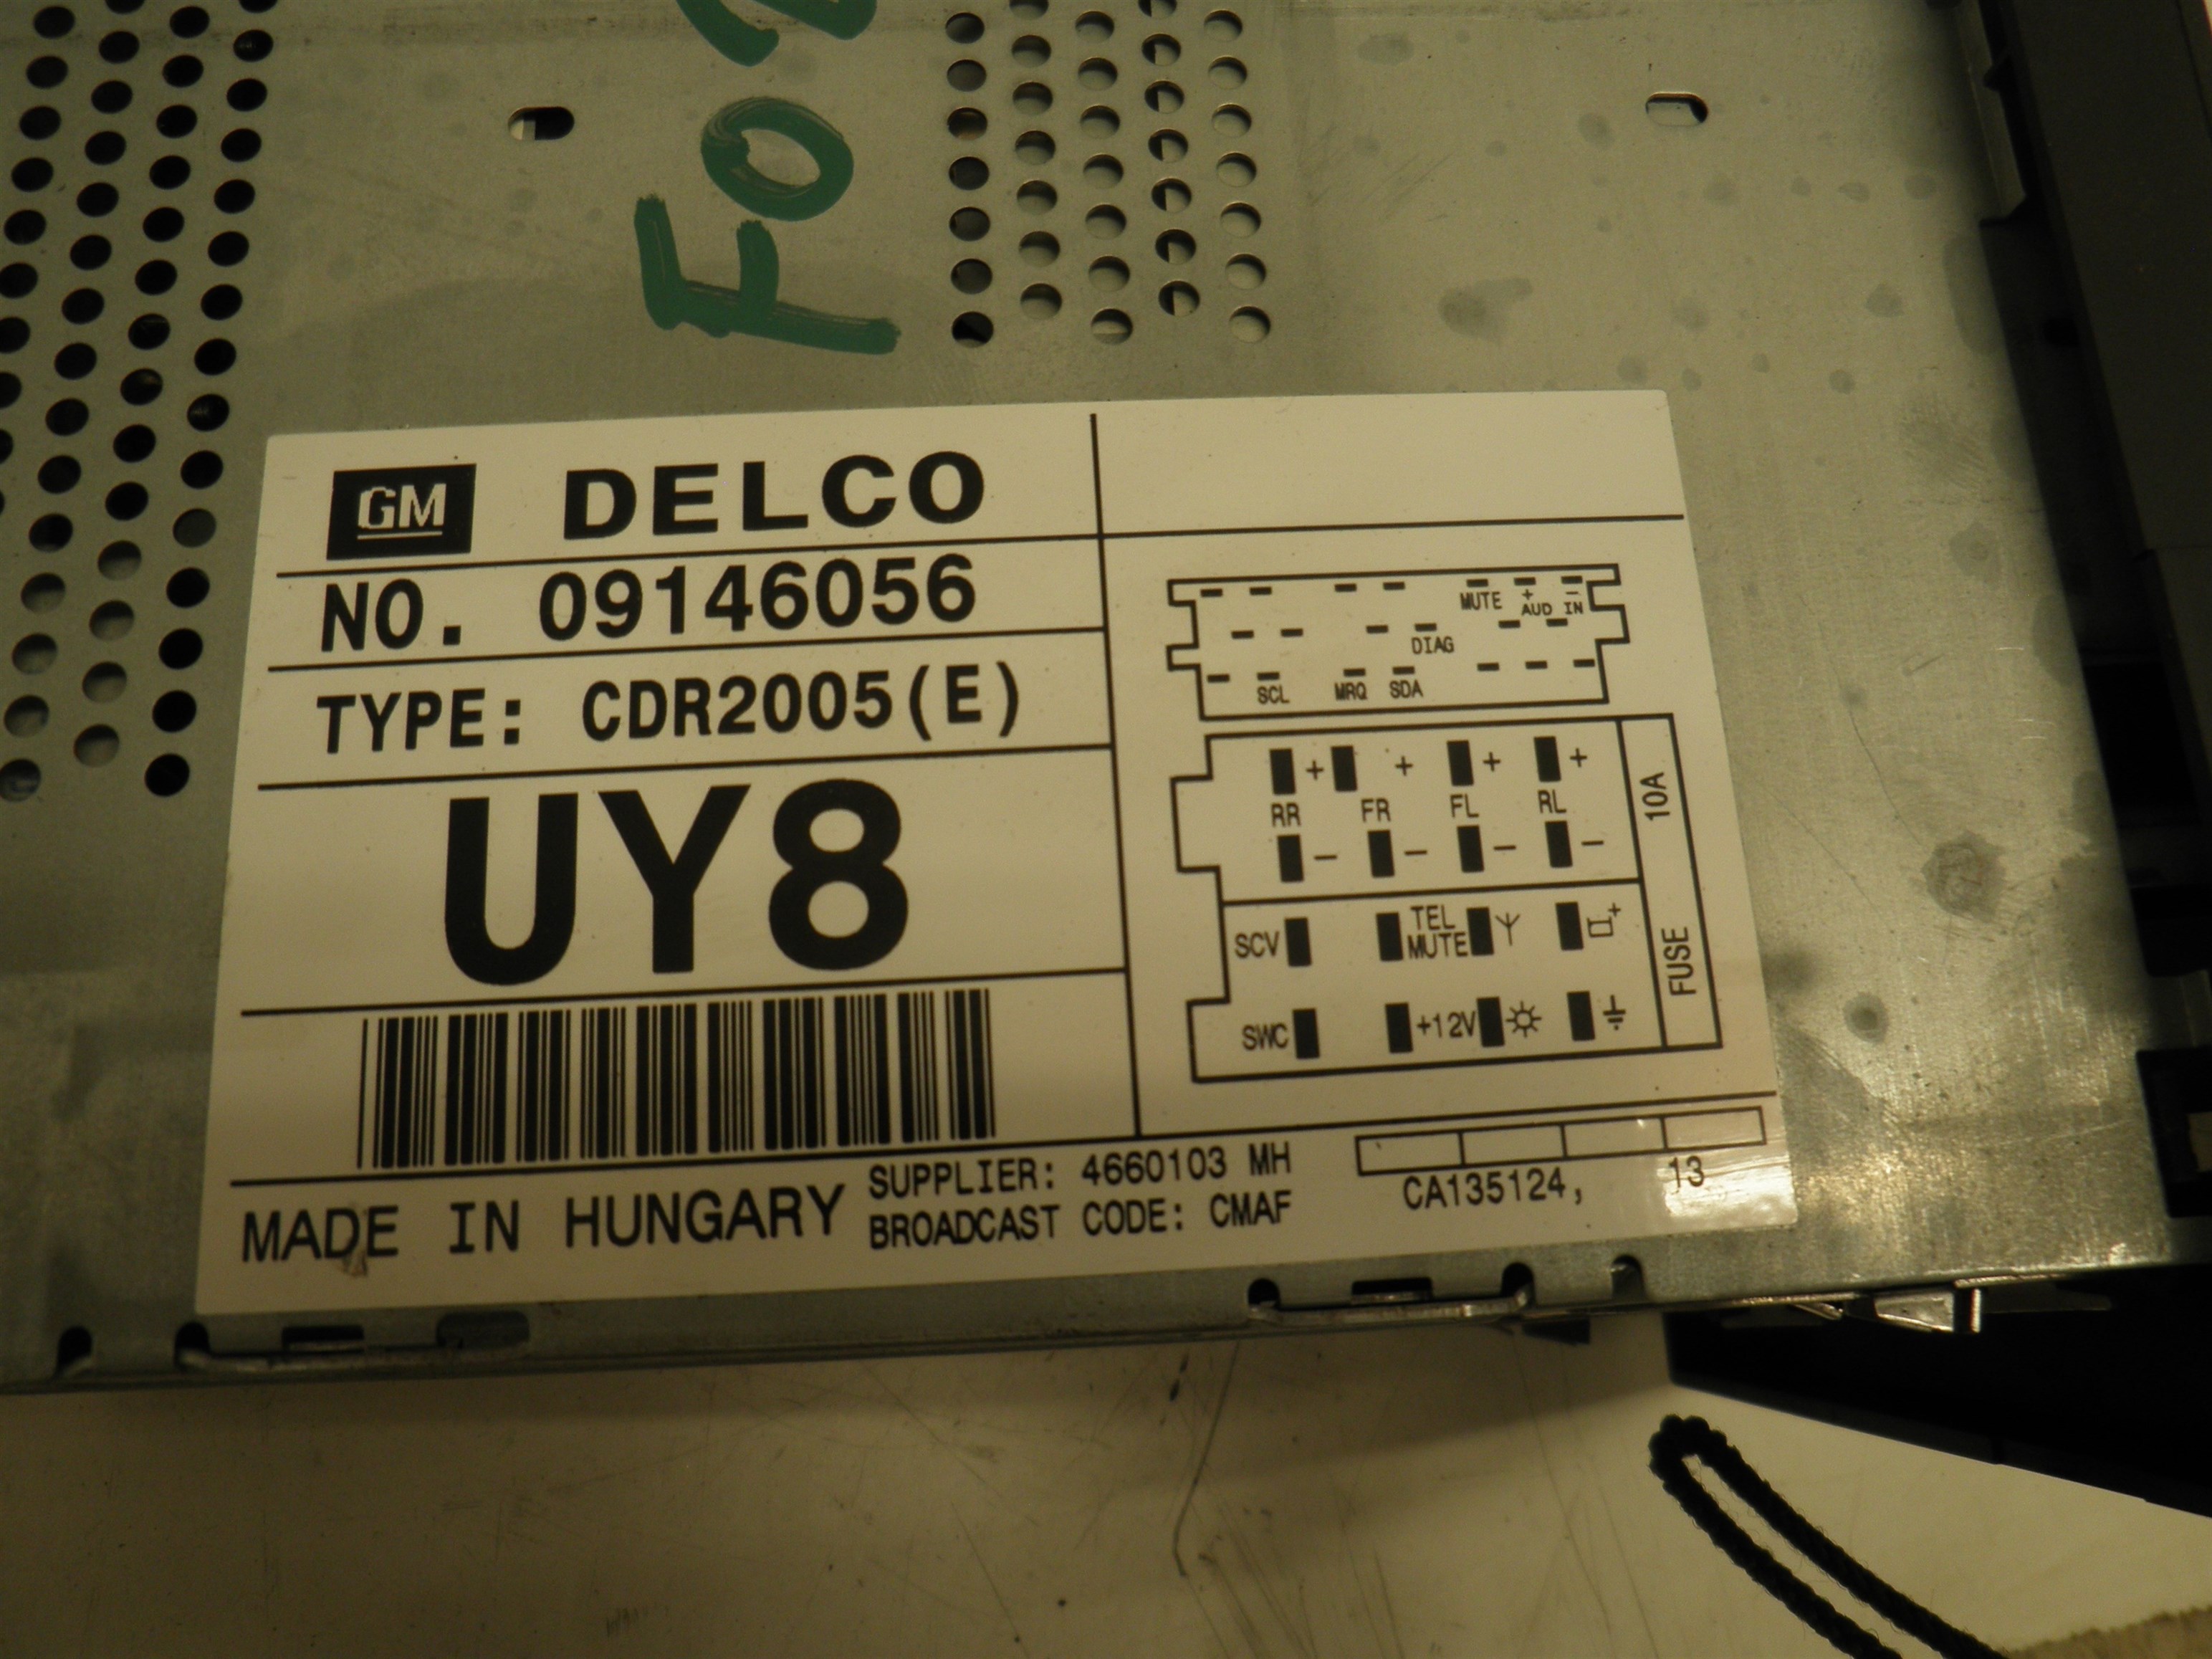 GM DELCO
NO. 09146056
TYPE: CDR2005(E)
UY8
MADE IN HUNGARY
SUPPLIER: 4660103 MH
BROADCAST CODE: CMAF
MUTE + -
AUD IN
DIAG
SCL MRQ SDA
+ + + +
RR FR FL RL
- - - -
SCV TEL MUTE +
SWC +12V
10A FUSE
CA135124, 13